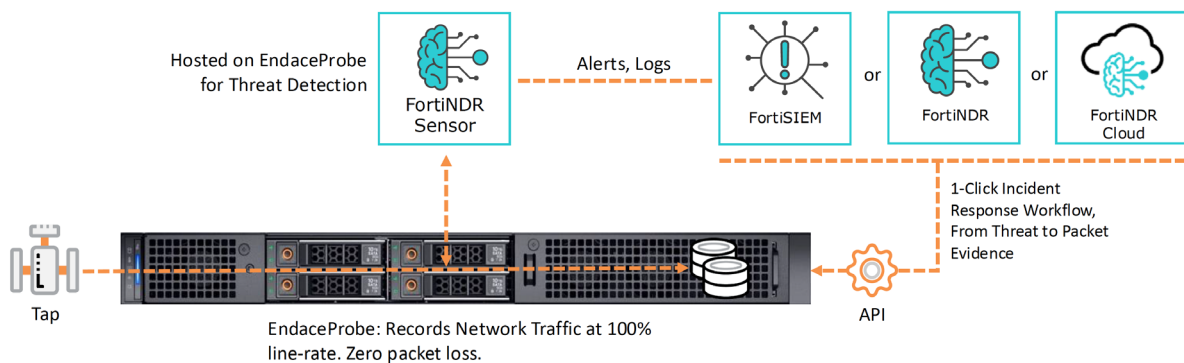 Hosted on EndaceProbe
for Threat Detection
FortiNDR
Sensor
Alerts, Logs
FortiSIEM
or
FortiNDR
or
FortiNDR
Cloud
1-Click Incident
Response Workflow,
From Threat to Packet
Evidence
Tap
API
EndaceProbe: Records Network Traffic at 100%
line-rate. Zero packet loss.